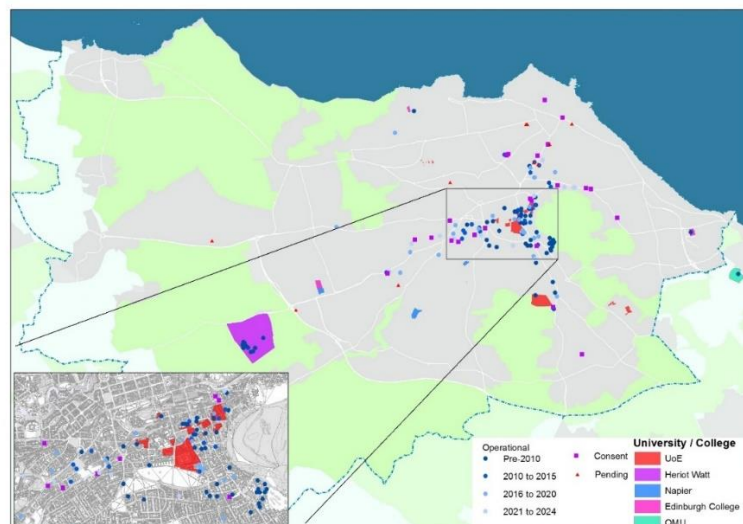 Operational
Pre-2010
2010 to 2015
2016 to 2020
2021 to 2024
Consent
Pending
University / College
UoE
Heriot Watt
Napier
Edinburgh College
QMU